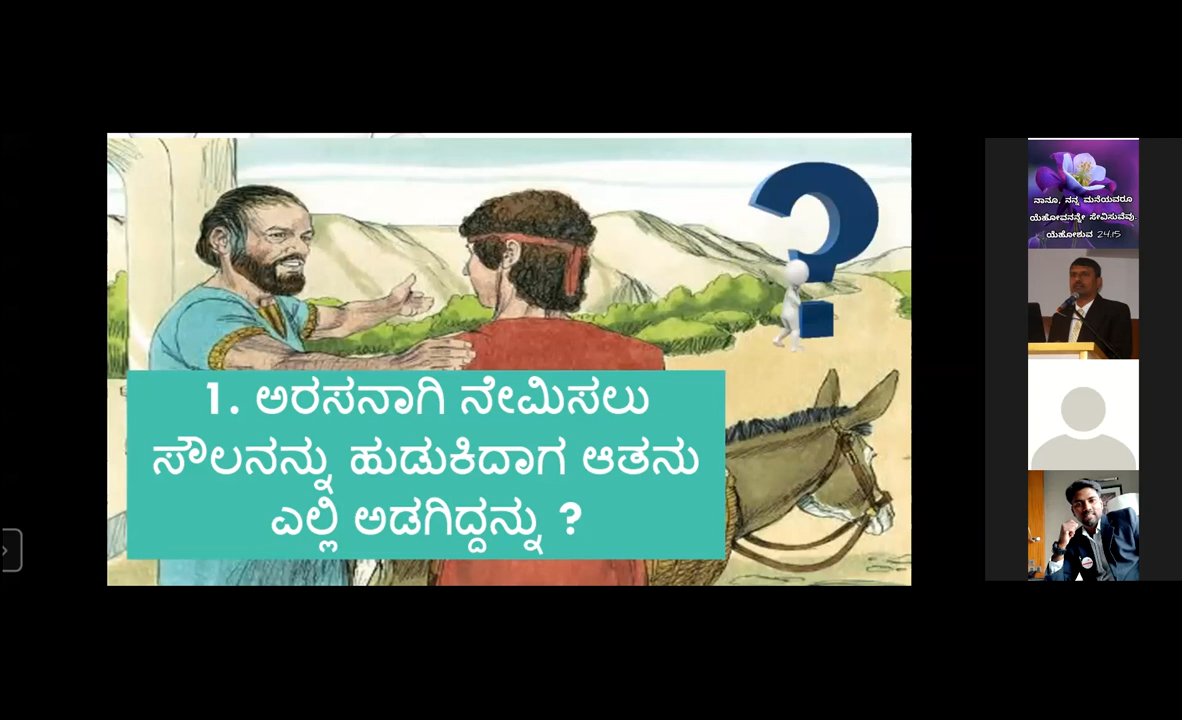 1. ಅರಸನಾಗಿ ನೇಮಿಸಲು
ಸೌಲನನ್ನು ಹುಡುಕಿದಾಗ ಆತನು
ಎಲ್ಲಿ ಅಡಗಿದ್ದನ್ನು ?
ನಾನೂ, ನನ್ನ ಮನೆಯವರೂ
ಯೆಹೋವನನ್ನೇ ಸೇವಿಸುವೆವು.
ಯೆಹೋಶುವ 24:15